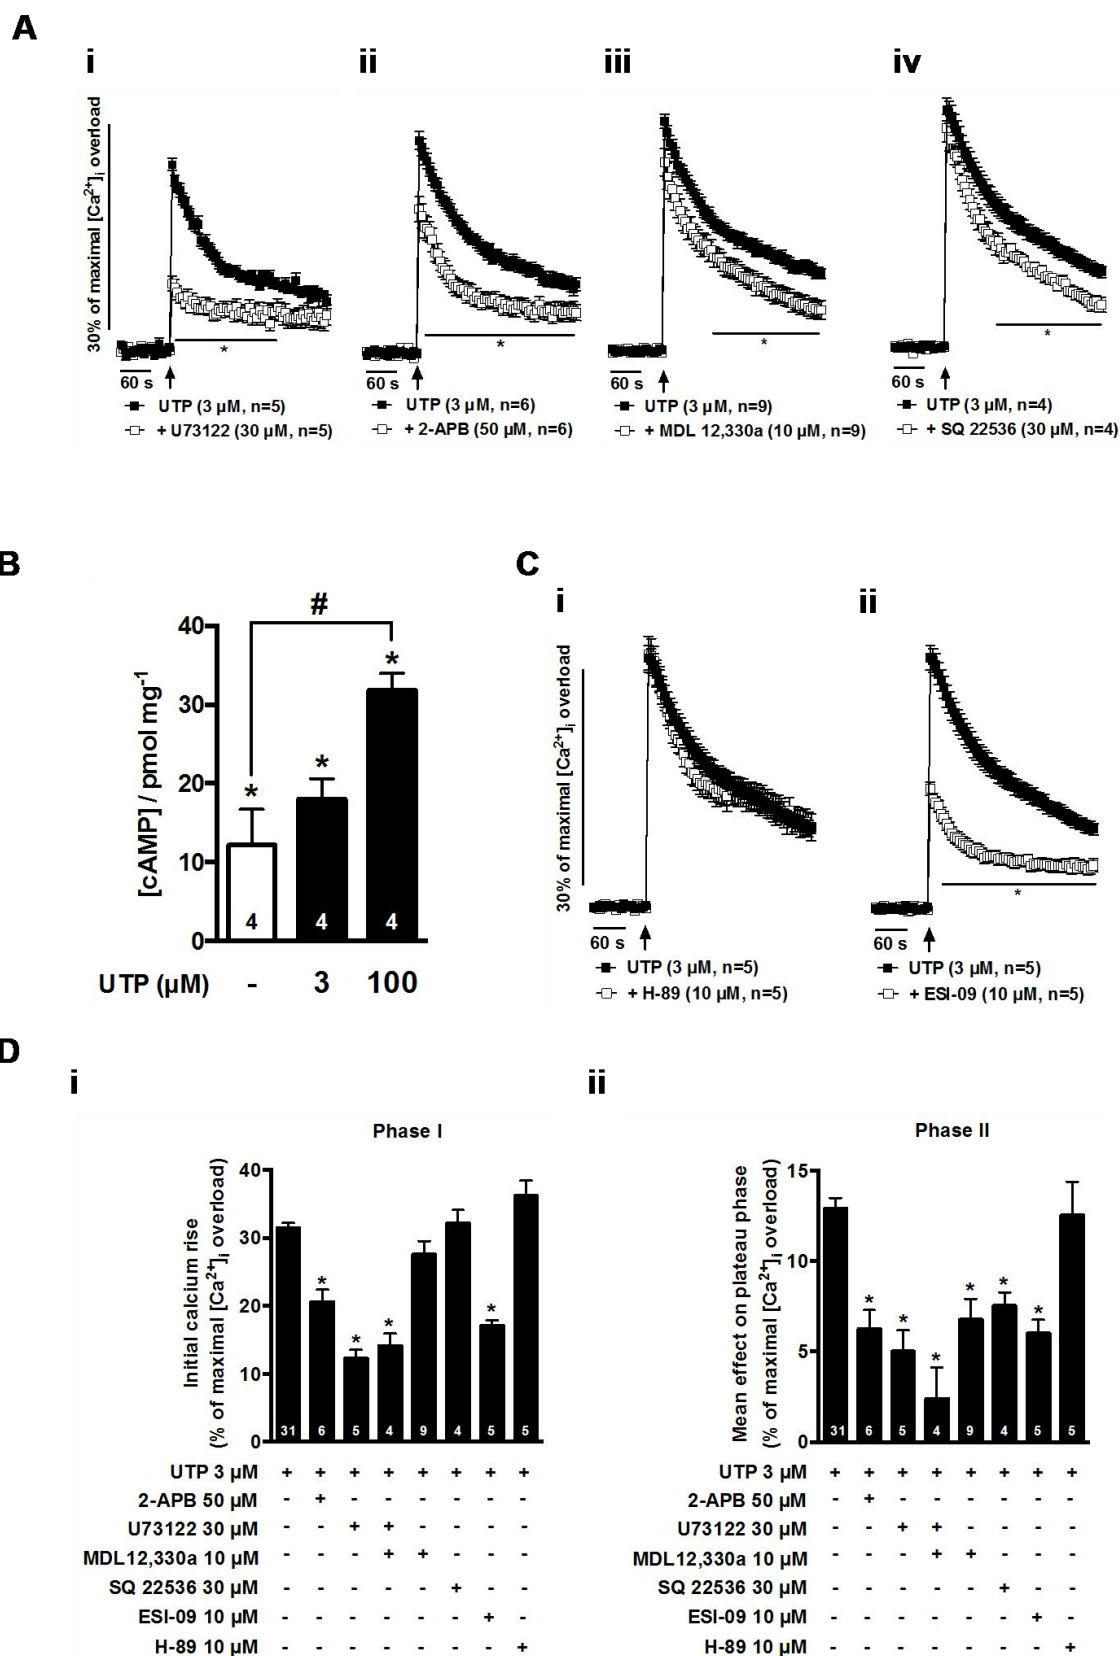 A
i
ii
iii
iv
30% of maximal [Ca2+]i overload
*
*
*
*
60 s
60 s
60 s
60 s
UTP (3 µM, n=5)
+ U73122 (30 µM, n=5)
UTP (3 µM, n=6)
+ 2-APB (50 µM, n=6)
UTP (3 µM, n=9)
+ MDL 12,330a (10 µM, n=9)
UTP (3 µM, n=4)
+ SQ 22536 (30 µM, n=4)
B
[cAMP] / pmol mg-1
40
30
20
10
0
#
*
*
*
4
4
4
UTP (µM)
-
3
100
C
i
ii
30% of maximal [Ca2+]i overload
*
60 s
60 s
UTP (3 µM, n=5)
+ H-89 (10 µM, n=5)
UTP (3 µM, n=5)
+ ESI-09 (10 µM, n=5)
D
i
Phase I
Initial calcium rise
(% of maximal [Ca2+]i overload)
40
30
20
10
0
*
*
*
*
31 6 5 4 9 4 5 5
UTP 3 µM + + + + + + + +
2-APB 50 µM - + - - - - - -
U73122 30 µM - - + + - - - -
MDL12,330a 10 µM - - - + + - - -
SQ 22536 30 µM - - - - - + - -
ESI-09 10 µM - - - - - - + -
H-89 10 µM - - - - - - - +
ii
Phase II
Mean effect on plateau phase
(% of maximal [Ca2+]i overload)
15
10
5
0
*
*
*
*
*
*
31 6 5 4 9 4 5 5
UTP 3 µM + + + + + + + +
2-APB 50 µM - + - - - - - -
U73122 30 µM - - + + - - - -
MDL12,330a 10 µM - - - + + - - -
SQ 22536 30 µM - - - - - + - -
ESI-09 10 µM - - - - - - + -
H-89 10 µM - - - - - - - +